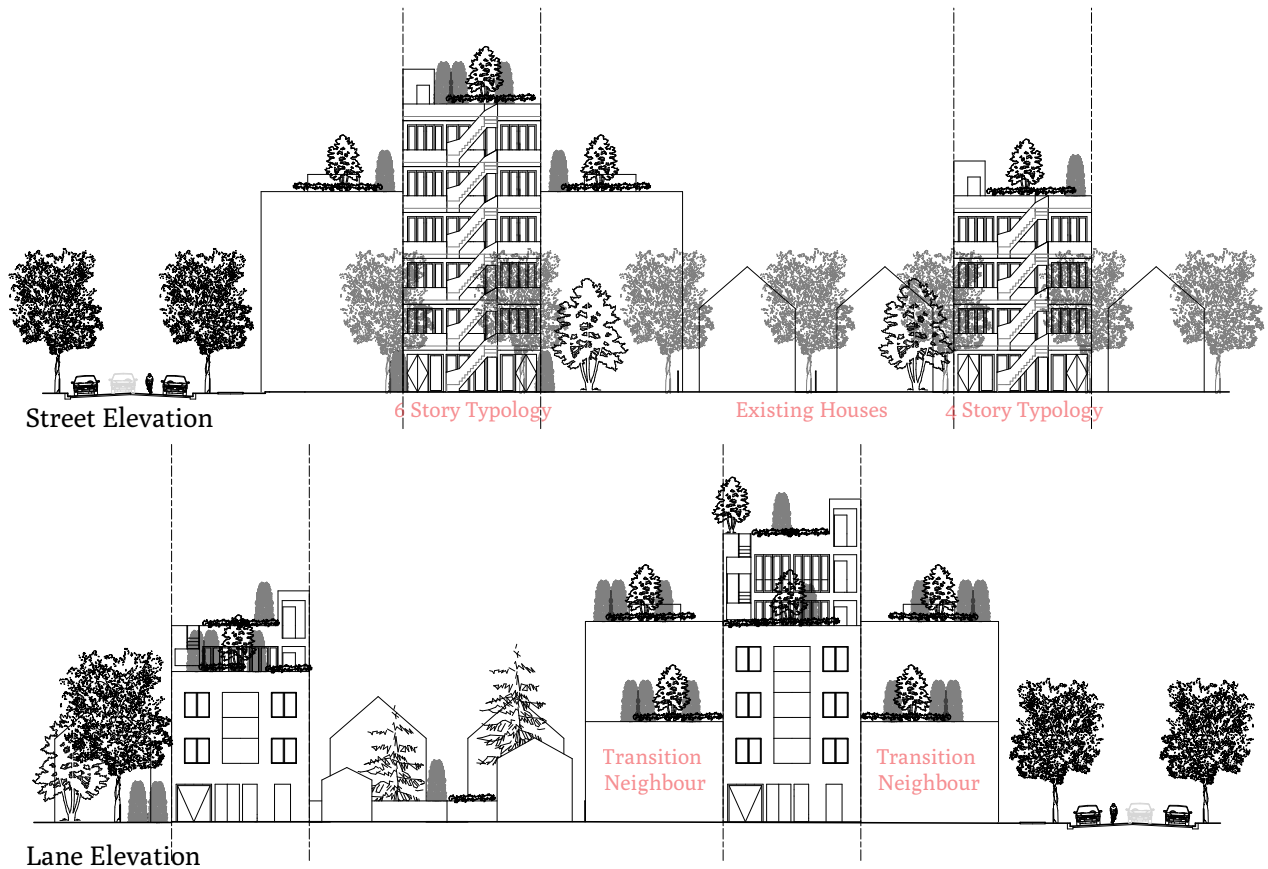 6 Story Typology
Existing Houses
4 Story Typology
Street Elevation
Transition
Neighbour
Transition
Neighbour
Lane Elevation